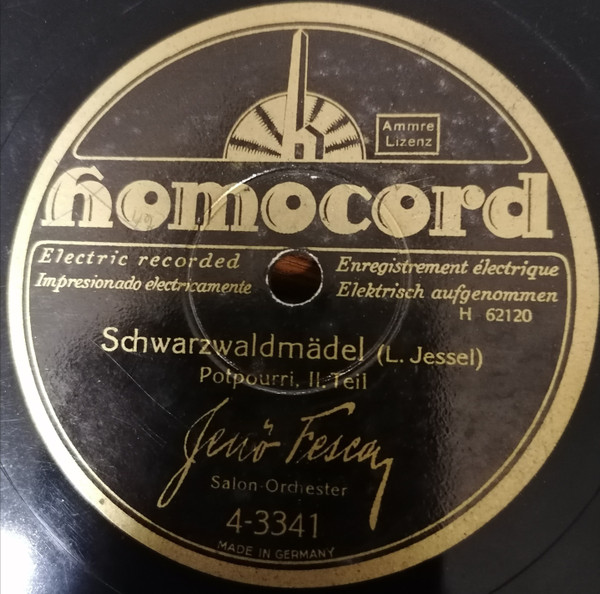 Ammre
Lizenz
homocord
Electric recorded
Impresionado electricamente
Enregistrement électrique
Elektrisch aufgenommen
H 62120
Schwarzwaldmädel (L. Jessel)
Potpourri, II. Teil
Jenö Fesca
Salon-Orchester
4-3341
MADE IN GERMANY